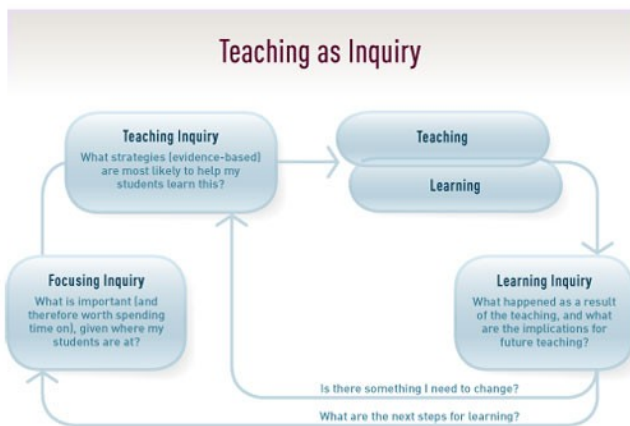 Teaching as Inquiry
Teaching Inquiry
What strategies (evidence-based)
are most likely to help my
students learn this?
Teaching
Learning
Focusing Inquiry
What is important (and
therefore worth spending
time on), given where my
students are at?
Learning Inquiry
What happened as a result
of the teaching, and what
are the implications for
future teaching?
Is there something I need to change?
What are the next steps for learning?